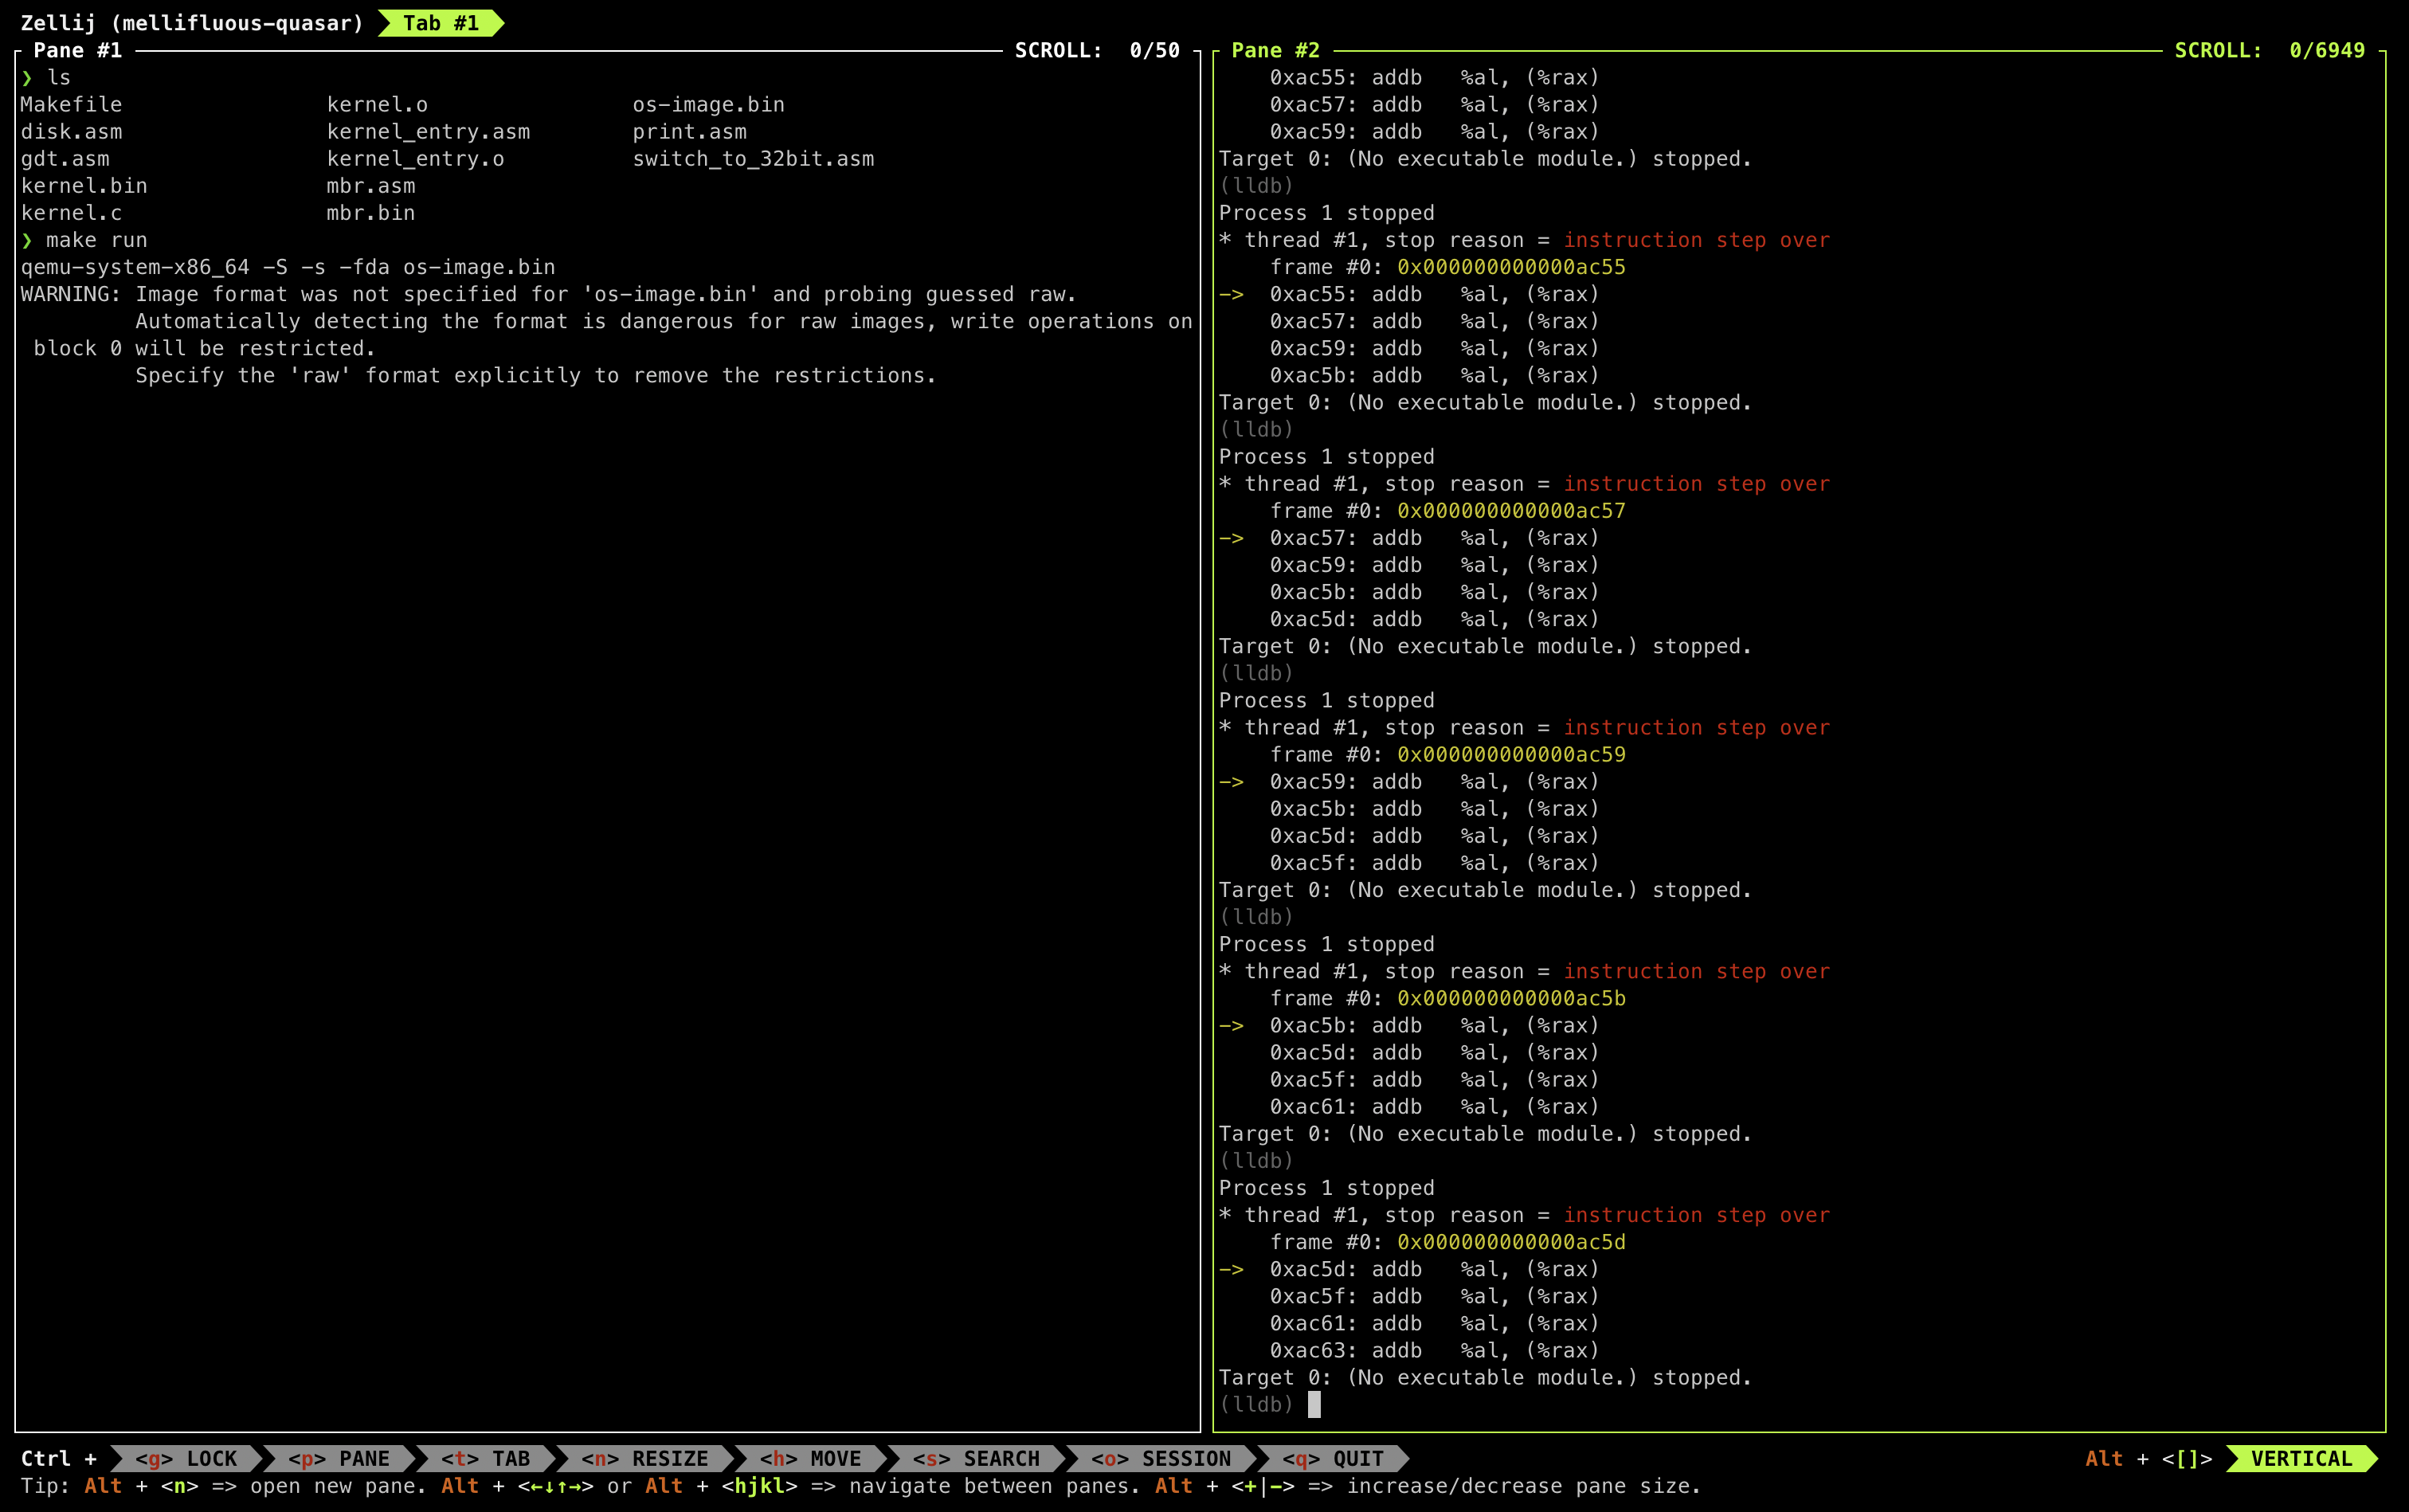 Zellij (mellifluous-quasar) Tab #1
Pane #1 SCROLL: 0/50
❯ ls
Makefile kernel.o os-image.bin
disk.asm kernel_entry.asm print.asm
gdt.asm kernel_entry.o switch_to_32bit.asm
kernel.bin mbr.asm
kernel.c mbr.bin
❯ make run
qemu-system-x86_64 -S -s -fda os-image.bin
WARNING: Image format was not specified for 'os-image.bin' and probing guessed raw.
Automatically detecting the format is dangerous for raw images, write operations on
block 0 will be restricted.
Specify the 'raw' format explicitly to remove the restrictions.
Pane #2 SCROLL: 0/6949
0xac55: addb %al, (%rax)
0xac57: addb %al, (%rax)
0xac59: addb %al, (%rax)
Target 0: (No executable module.) stopped.
(lldb)
Process 1 stopped
* thread #1, stop reason = instruction step over
frame #0: 0x000000000000ac55
-> 0xac55: addb %al, (%rax)
0xac57: addb %al, (%rax)
0xac59: addb %al, (%rax)
0xac5b: addb %al, (%rax)
Target 0: (No executable module.) stopped.
(lldb)
Process 1 stopped
* thread #1, stop reason = instruction step over
frame #0: 0x000000000000ac57
-> 0xac57: addb %al, (%rax)
0xac59: addb %al, (%rax)
0xac5b: addb %al, (%rax)
0xac5d: addb %al, (%rax)
Target 0: (No executable module.) stopped.
(lldb)
Process 1 stopped
* thread #1, stop reason = instruction step over
frame #0: 0x000000000000ac59
-> 0xac59: addb %al, (%rax)
0xac5b: addb %al, (%rax)
0xac5d: addb %al, (%rax)
0xac5f: addb %al, (%rax)
Target 0: (No executable module.) stopped.
(lldb)
Process 1 stopped
* thread #1, stop reason = instruction step over
frame #0: 0x000000000000ac5b
-> 0xac5b: addb %al, (%rax)
0xac5d: addb %al, (%rax)
0xac5f: addb %al, (%rax)
0xac61: addb %al, (%rax)
Target 0: (No executable module.) stopped.
(lldb)
Process 1 stopped
* thread #1, stop reason = instruction step over
frame #0: 0x000000000000ac5d
-> 0xac5d: addb %al, (%rax)
0xac5f: addb %al, (%rax)
0xac61: addb %al, (%rax)
0xac63: addb %al, (%rax)
Target 0: (No executable module.) stopped.
(lldb)
Ctrl + <g> LOCK <p> PANE <t> TAB <n> RESIZE <h> MOVE <s> SEARCH <o> SESSION <q> QUIT Alt + <[]> VERTICAL
Tip: Alt + <n> => open new pane. Alt + <←↓↑→> or Alt + <hjkl> => navigate between panes. Alt + <+|-> => increase/decrease pane size.